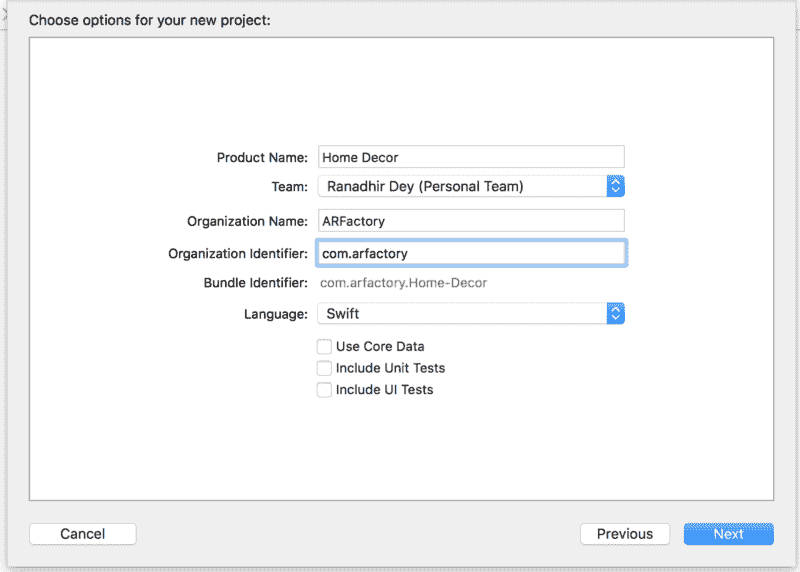 Choose options for your new project:
Product Name: Home Decor
Team: Ranadhir Dey (Personal Team)
Organization Name: ARFactory
Organization Identifier: com.arfactory
Bundle Identifier: com.arfactory.Home-Decor
Language: Swift
Use Core Data
Include Unit Tests
Include UI Tests
Cancel Previous Next